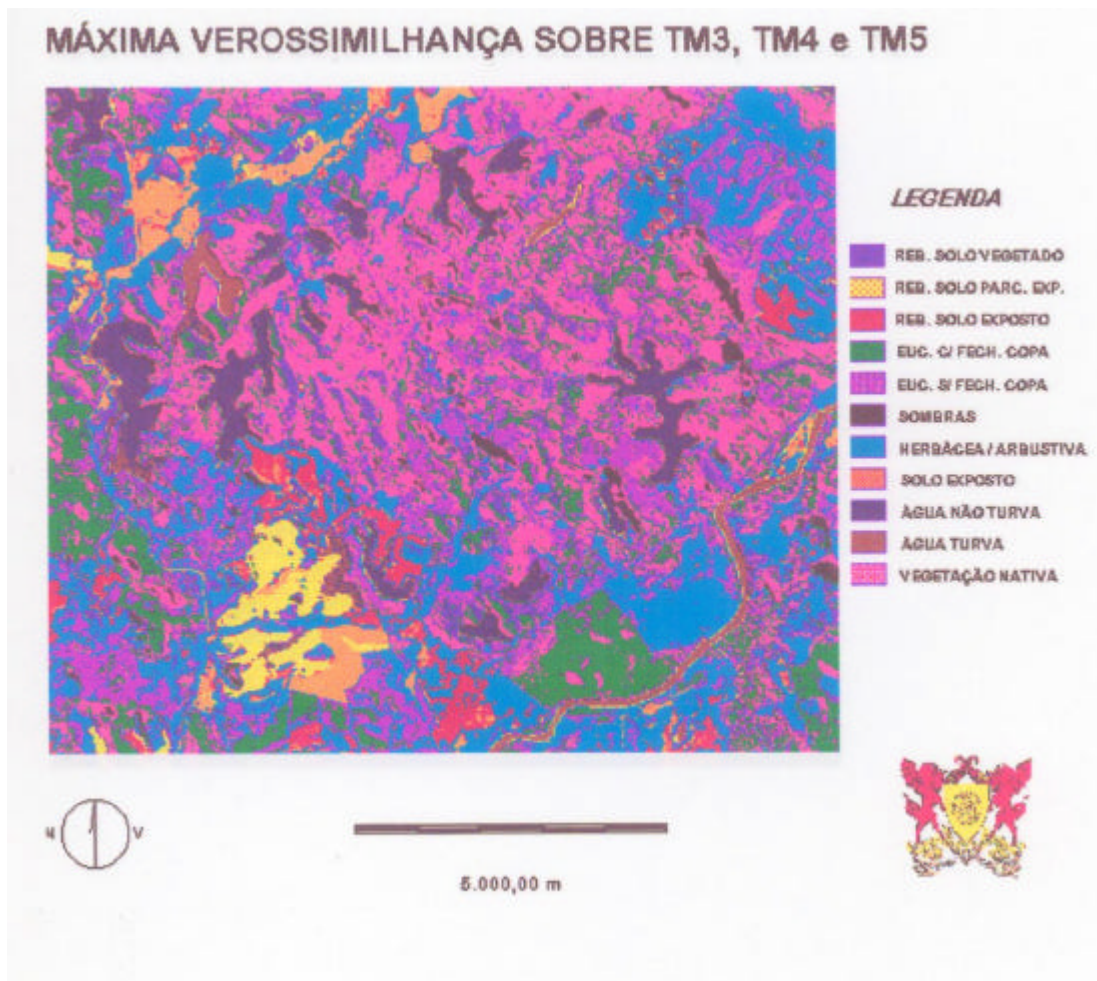 MÁXIMA VEROSSIMILHANÇA SOBRE TM3, TM4 e TM5
LEGENDA
REB. SOLO VEGETADO
REB. SOLO PARC. EXP.
REB. SOLO EXPOSTO
EUC. C/ FECH. COPA
EUC. S/ FECH. COPA
SOMBRAS
HERBÁCEA / ARBUSTIVA
SOLO EXPOSTO
ÁGUA NÃO TURVA
ÁGUA TURVA
VEGETAÇÃO NATIVA
N V
5.000,00 m